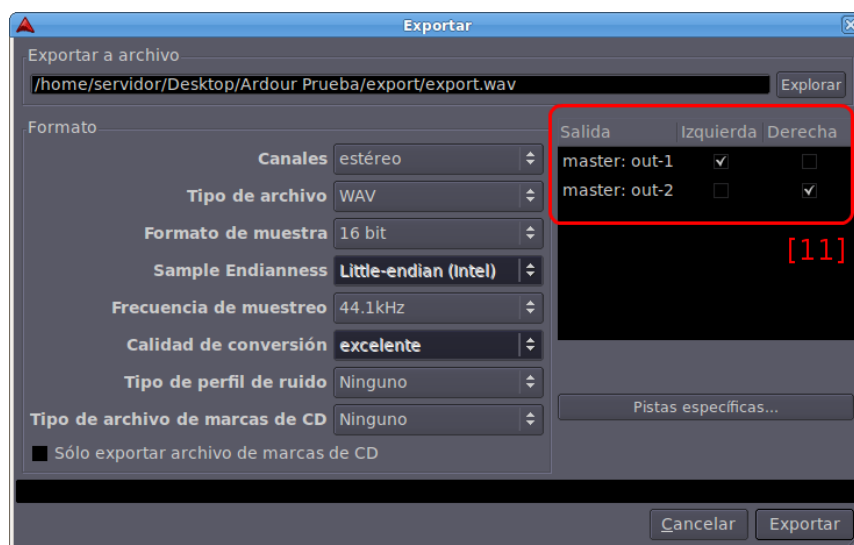 Exportar
Exportar a archivo
/home/servidor/Desktop/Ardour Prueba/export/export.wav Explorar
Formato
Canales estéreo
Tipo de archivo WAV
Formato de muestra 16 bit
Sample Endianness Little-endian (Intel)
Frecuencia de muestreo 44.1kHz
Calidad de conversión excelente
Tipo de perfil de ruido Ninguno
Tipo de archivo de marcas de CD Ninguno
Sólo exportar archivo de marcas de CD
Salida Izquierda Derecha
master: out-1
master: out-2
[11]
Pistas específicas...
Cancelar Exportar